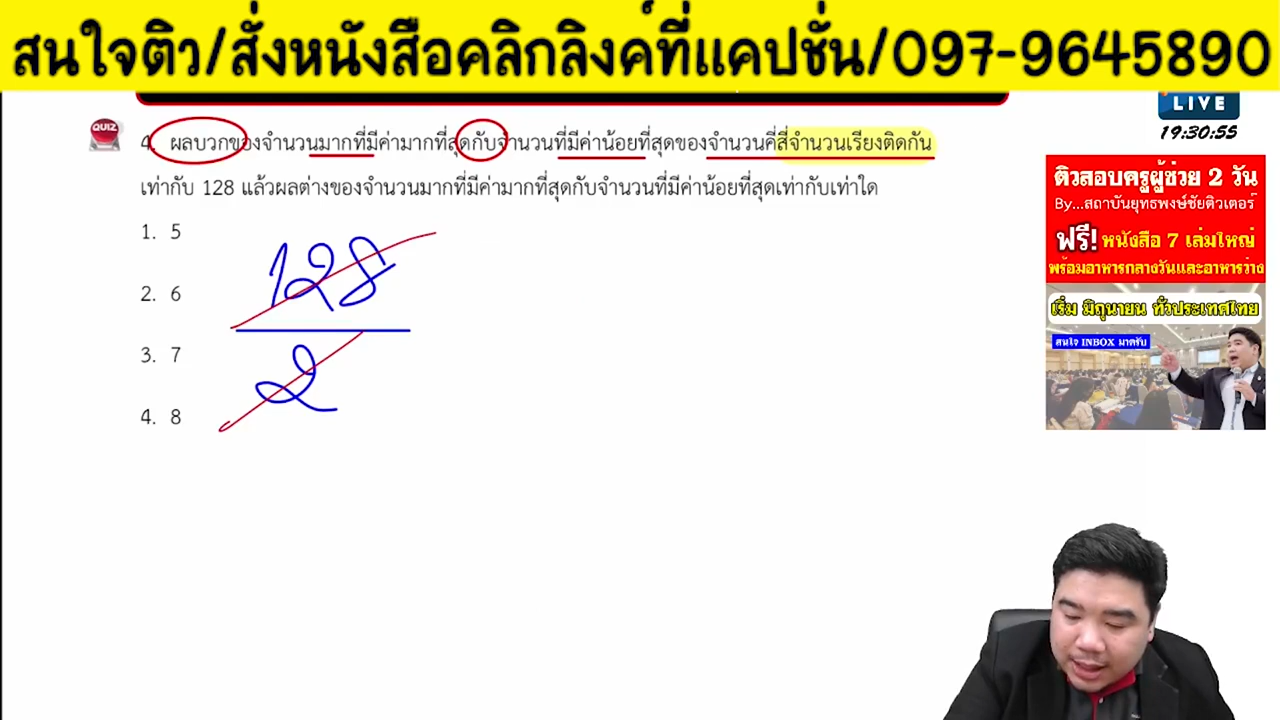 สนใจติว/สั่งหนังสือคลิกลิงค์ที่แคปชั่น/097-9645890
LIVE
19:30:55
QUIZ
4. ผลบวกของจำนวนมากที่มีค่ามากที่สุดกับจำนวนที่มีค่าน้อยที่สุดของจำนวนคี่สี่จำนวนเรียงติดกัน
เท่ากับ 128 แล้วผลต่างของจำนวนมากที่มีค่ามากที่สุดกับจำนวนที่มีค่าน้อยที่สุดเท่ากับเท่าใด
1. 5
2. 6
3. 7
4. 8
128
2
ติวสอบครูผู้ช่วย 2 วัน
By...สถาบันยุทธพงษ์ชัยติวเตอร์
ฟรี! หนังสือ 7 เล่มใหญ่
พร้อมอาหารกลางวันและอาหารว่าง
เริ่ม มิถุนายน ทั่วประเทศไทย
สนใจ INBOX มาครับ